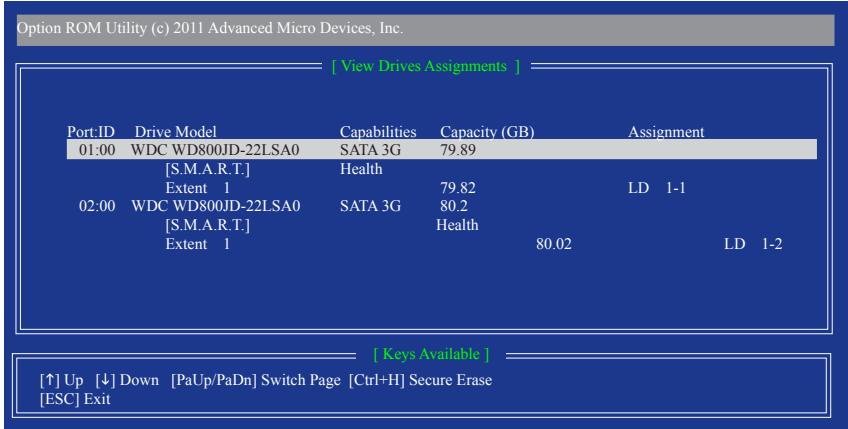 Option ROM Utility (c) 2011 Advanced Micro Devices, Inc.
[ View Drives Assignments ]
Port:ID Drive Model Capabilities Capacity (GB) Assignment
01:00 WDC WD800JD-22LSA0 SATA 3G 79.89
[S.M.A.R.T.] Health
Extent 1 79.82 LD 1-1
02:00 WDC WD800JD-22LSA0 SATA 3G 80.2
[S.M.A.R.T.] Health
Extent 1 80.02 LD 1-2
[ Keys Available ]
[↑] Up [↓] Down [PaUp/PaDn] Switch Page [Ctrl+H] Secure Erase
[ESC] Exit